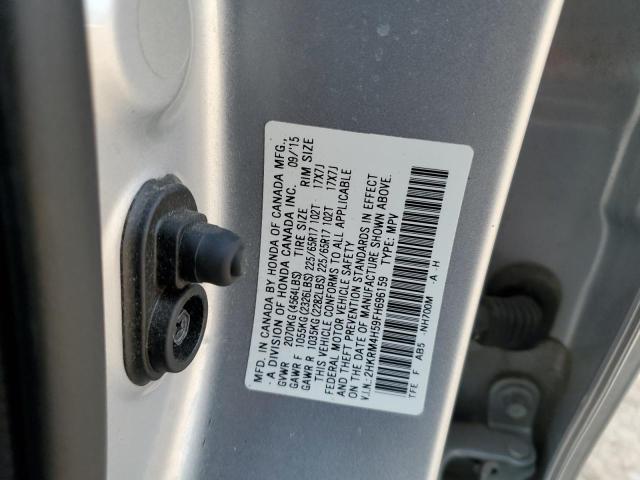 MFD. IN CANADA BY HONDA OF CANADA MFG.,
· A DIVISION OF HONDA CANADA INC. 09/15
GVWR 2070KG(4564LBS) TIRE SIZE RIM SIZE
GAWR F 1055KG(2326LBS) 225/65R17 102T 17X7J
GAWR R 1035KG(2282LBS) 225/65R17 102T 17X7J
THIS VEHICLE CONFORMS TO ALL APPLICABLE
FEDERAL MOTOR VEHICLE SAFETY
AND THEFT PREVENTION STANDARDS IN EFFECT
ON THE DATE OF MANUFACTURE SHOWN ABOVE.
V.I.N.: 2HKRM4H59FH696159 TYPE: MPV
TFE F AB5 NH700M -A -H